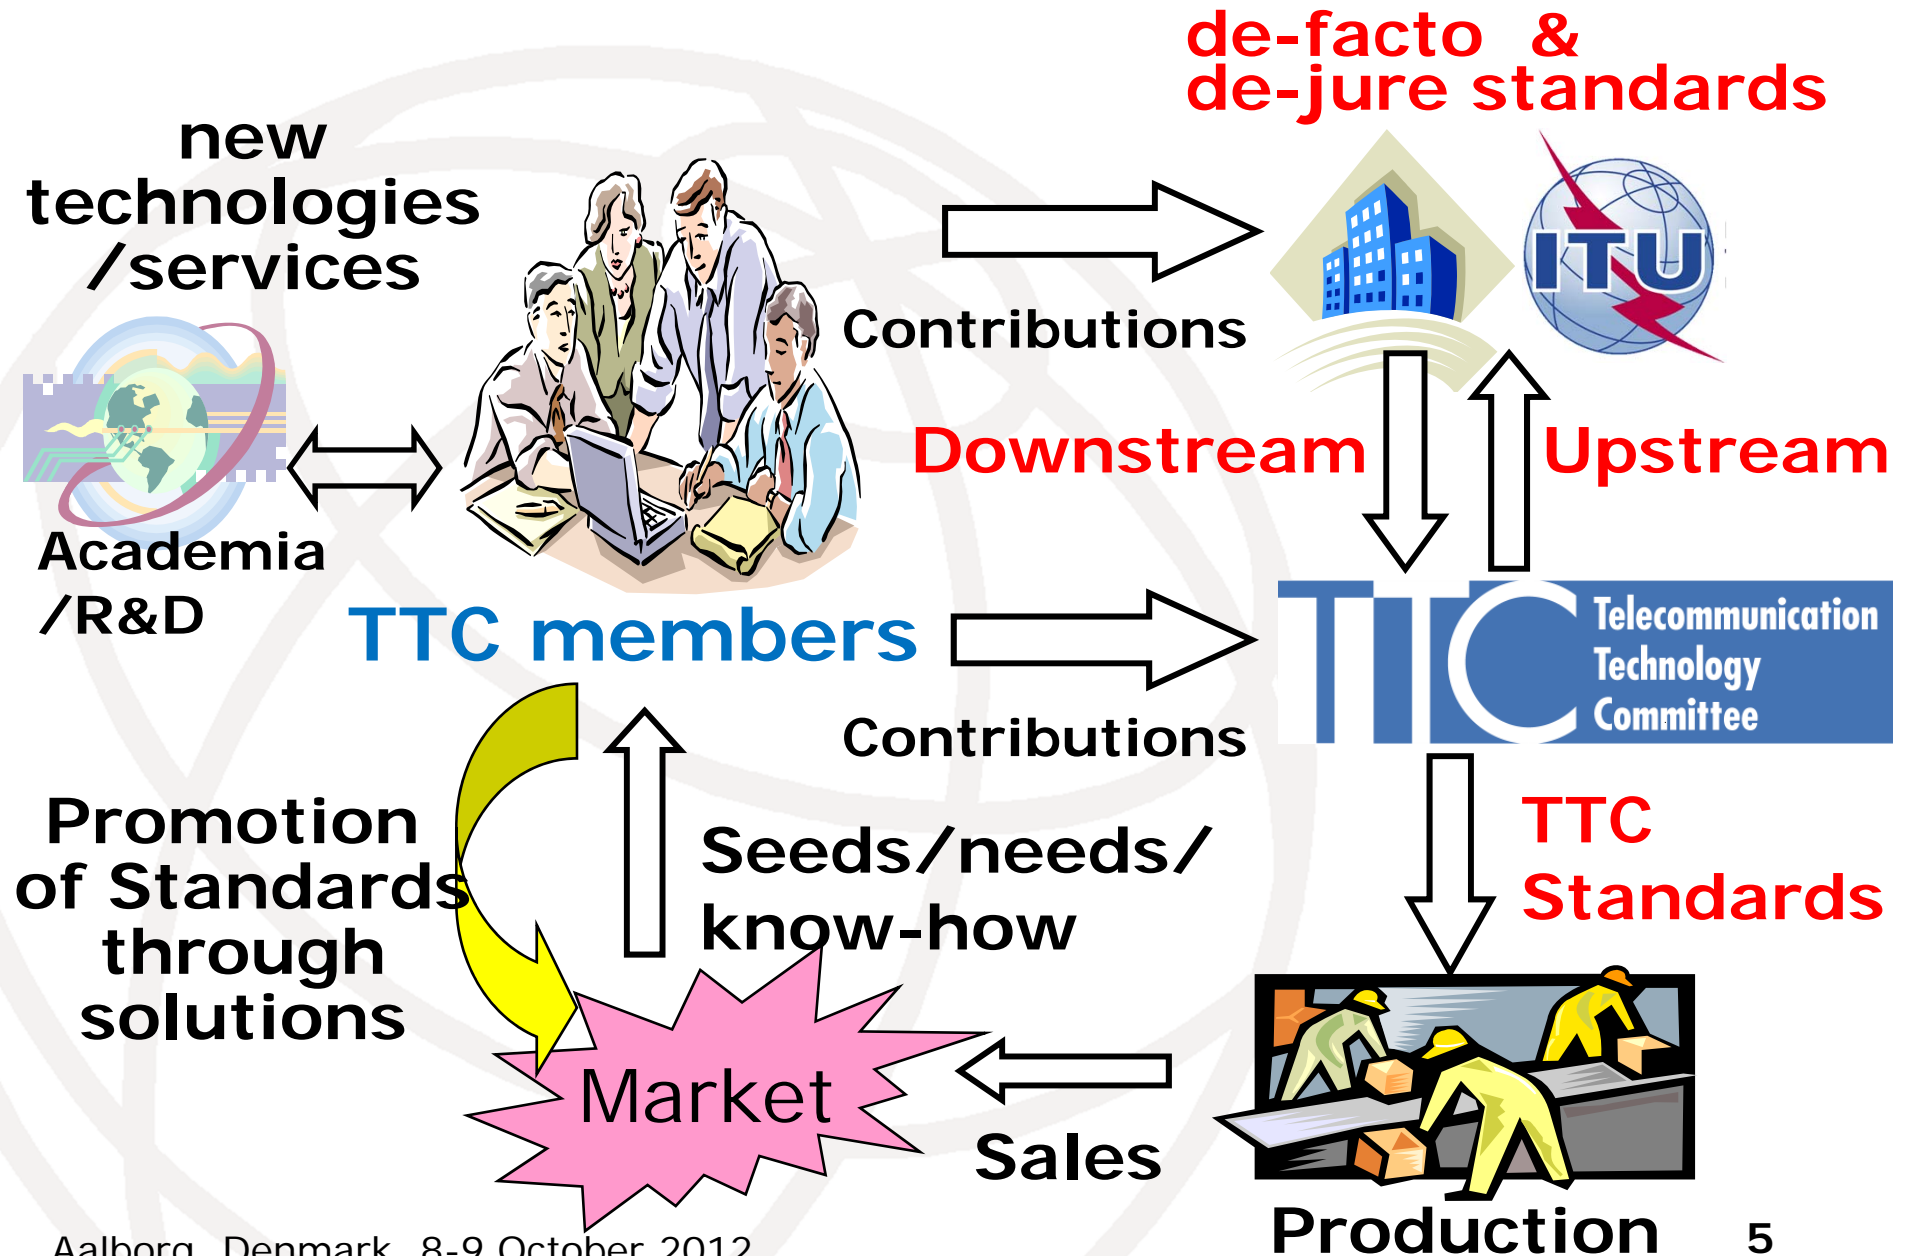 de-facto &
de-jure standards
new
technologies
/services
ITU
Contributions
Downstream
Upstream
Academia
/R&D
TTC members
TTC
Telecommunication
Technology
Committee
Contributions
Promotion
of Standards
through
solutions
Seeds/needs/
know-how
TTC
Standards
Market
Sales
Production
Aalborg, Denmark, 8-9 October 2012
5